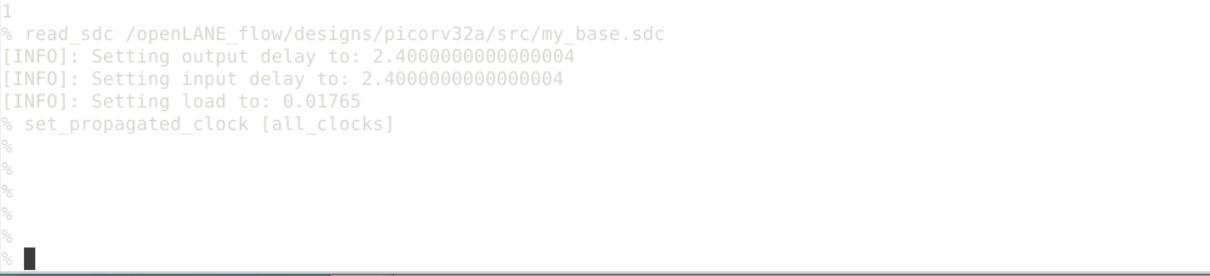 1
% read_sdc /openLANE_flow/designs/picorv32a/src/my_base.sdc
[INFO]: Setting output delay to: 2.4000000000000004
[INFO]: Setting input delay to: 2.4000000000000004
[INFO]: Setting load to: 0.01765
% set_propagated_clock [all_clocks]
%
%
%
%
%
%